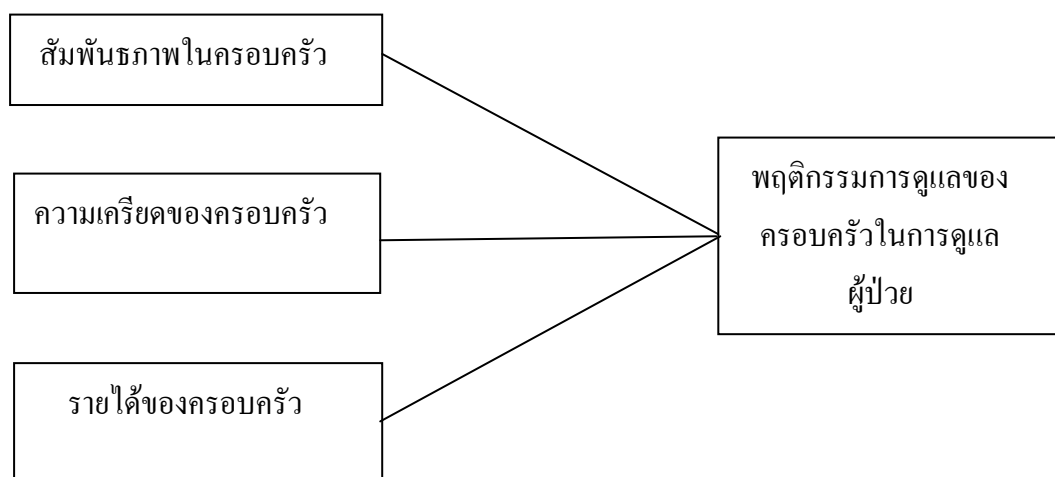 สัมพันธภาพในครอบครัว
ความเครียดของครอบครัว
รายได้ของครอบครัว
พฤติกรรมการดูแลของ
ครอบครัวในการดูแล
ผู้ป่วย